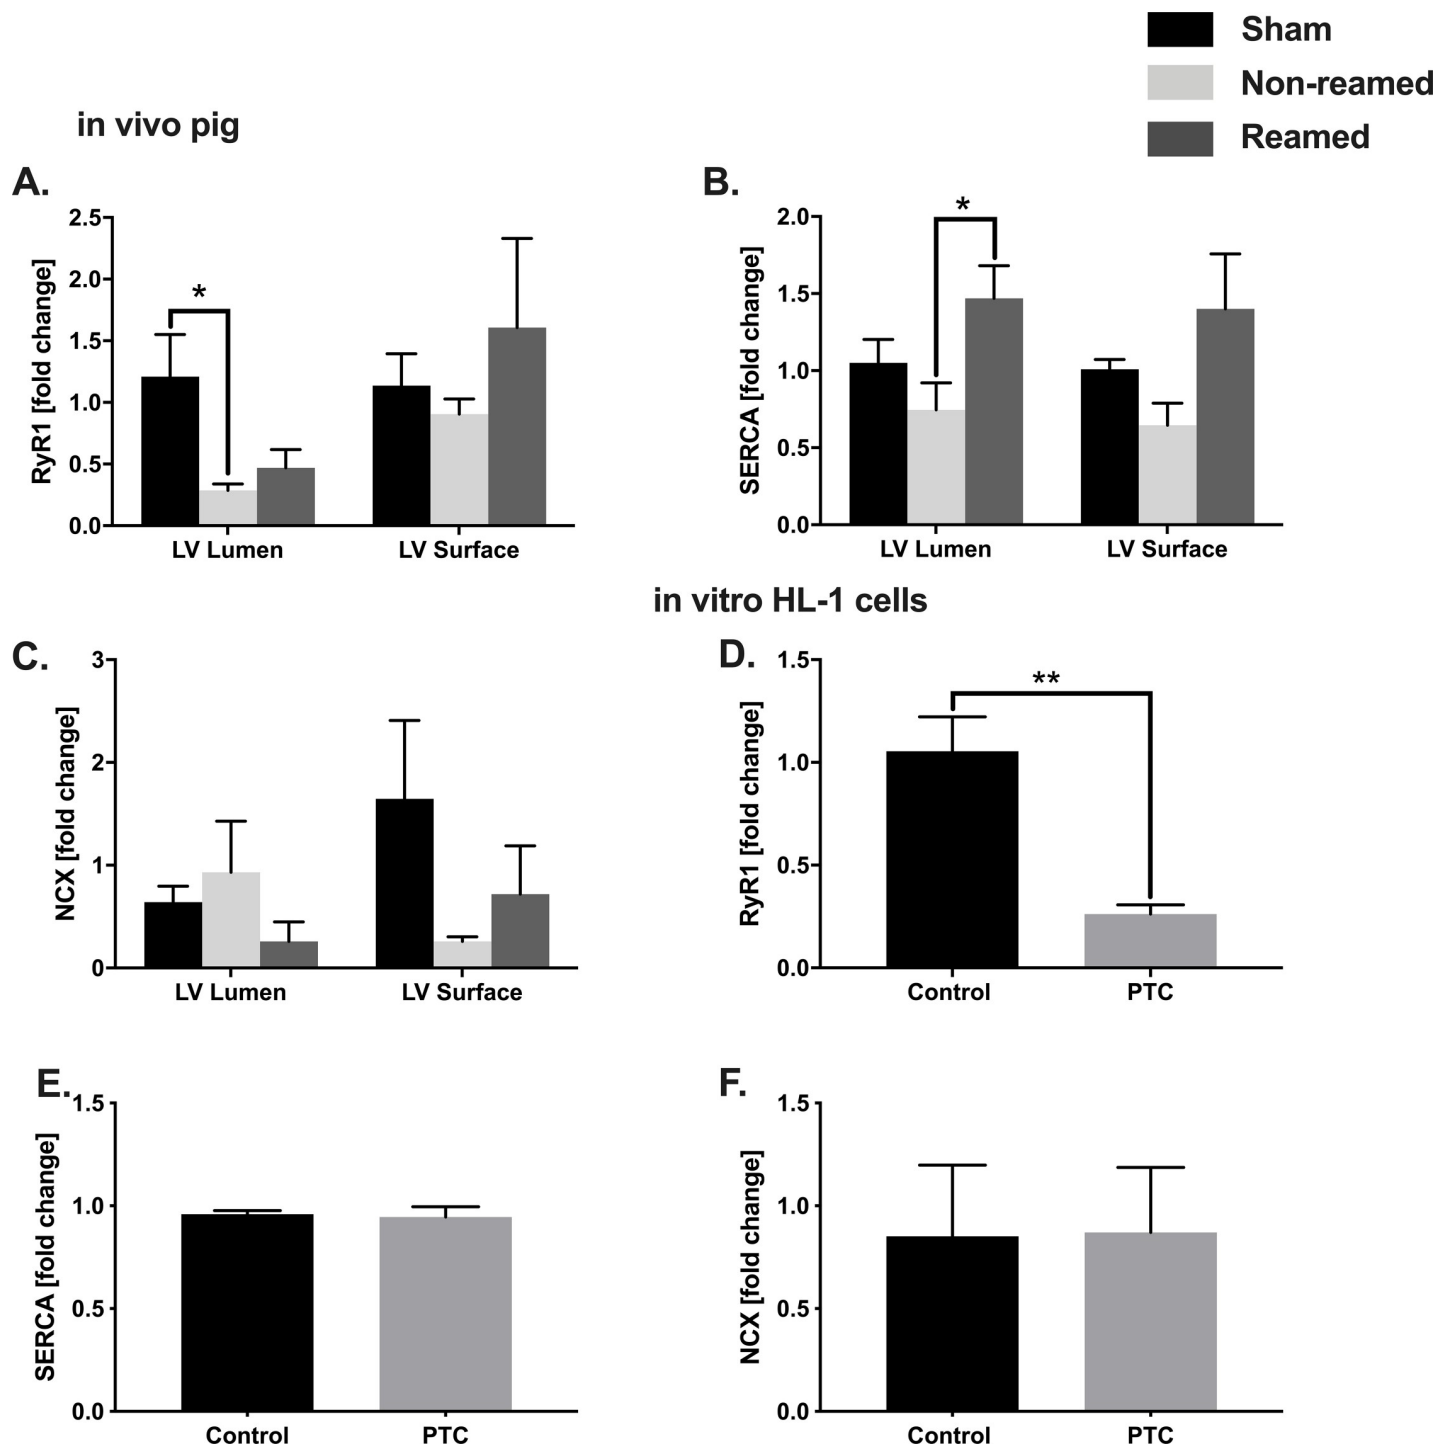 Sham
Non-reamed
Reamed
in vivo pig
A.
RyR1 [fold change]
2.5
2.0
1.5
1.0
0.5
0.0
*
LV Lumen
LV Surface
B.
SERCA [fold change]
2.0
1.5
1.0
0.5
0.0
*
LV Lumen
LV Surface
in vitro HL-1 cells
C.
NCX [fold change]
3
2
1
0
LV Lumen
LV Surface
D.
RyR1 [fold change]
1.5
1.0
0.5
0.0
**
Control
PTC
E.
SERCA [fold change]
1.5
1.0
0.5
0.0
Control
PTC
F.
NCX [fold change]
1.5
1.0
0.5
0.0
Control
PTC